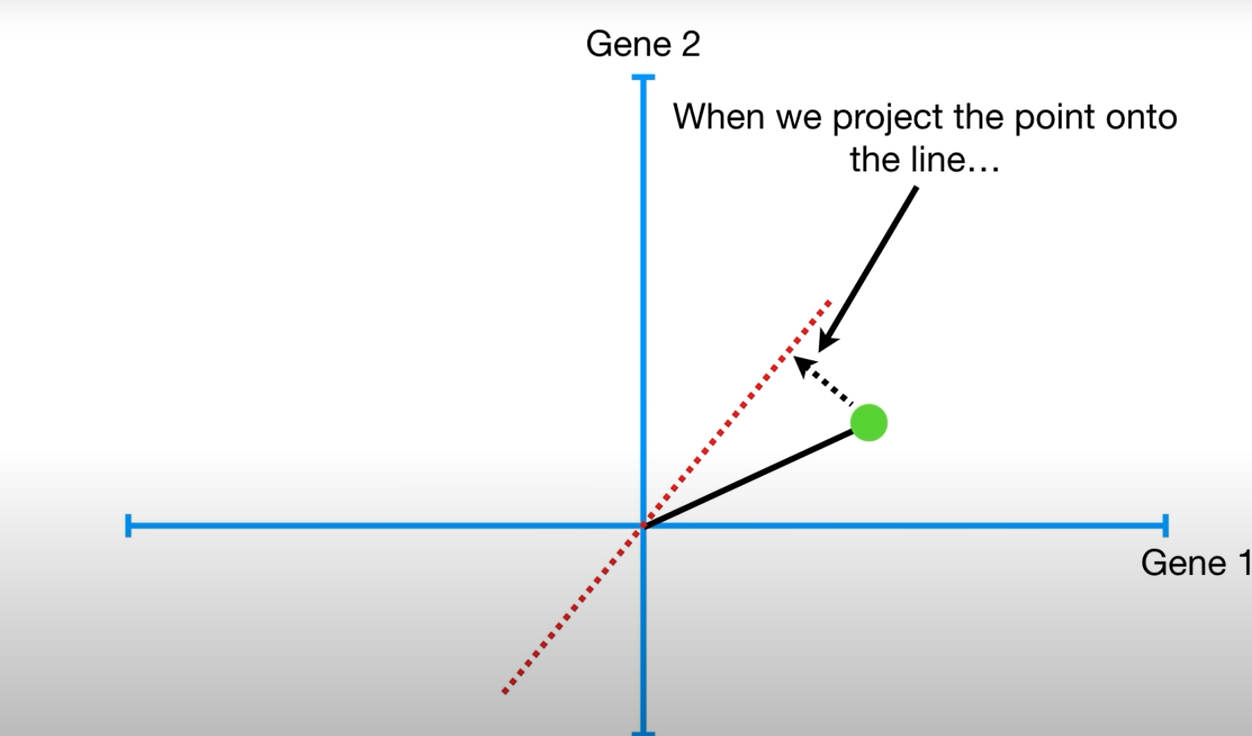 Gene 2
When we project the point onto
the line…
Gene 1